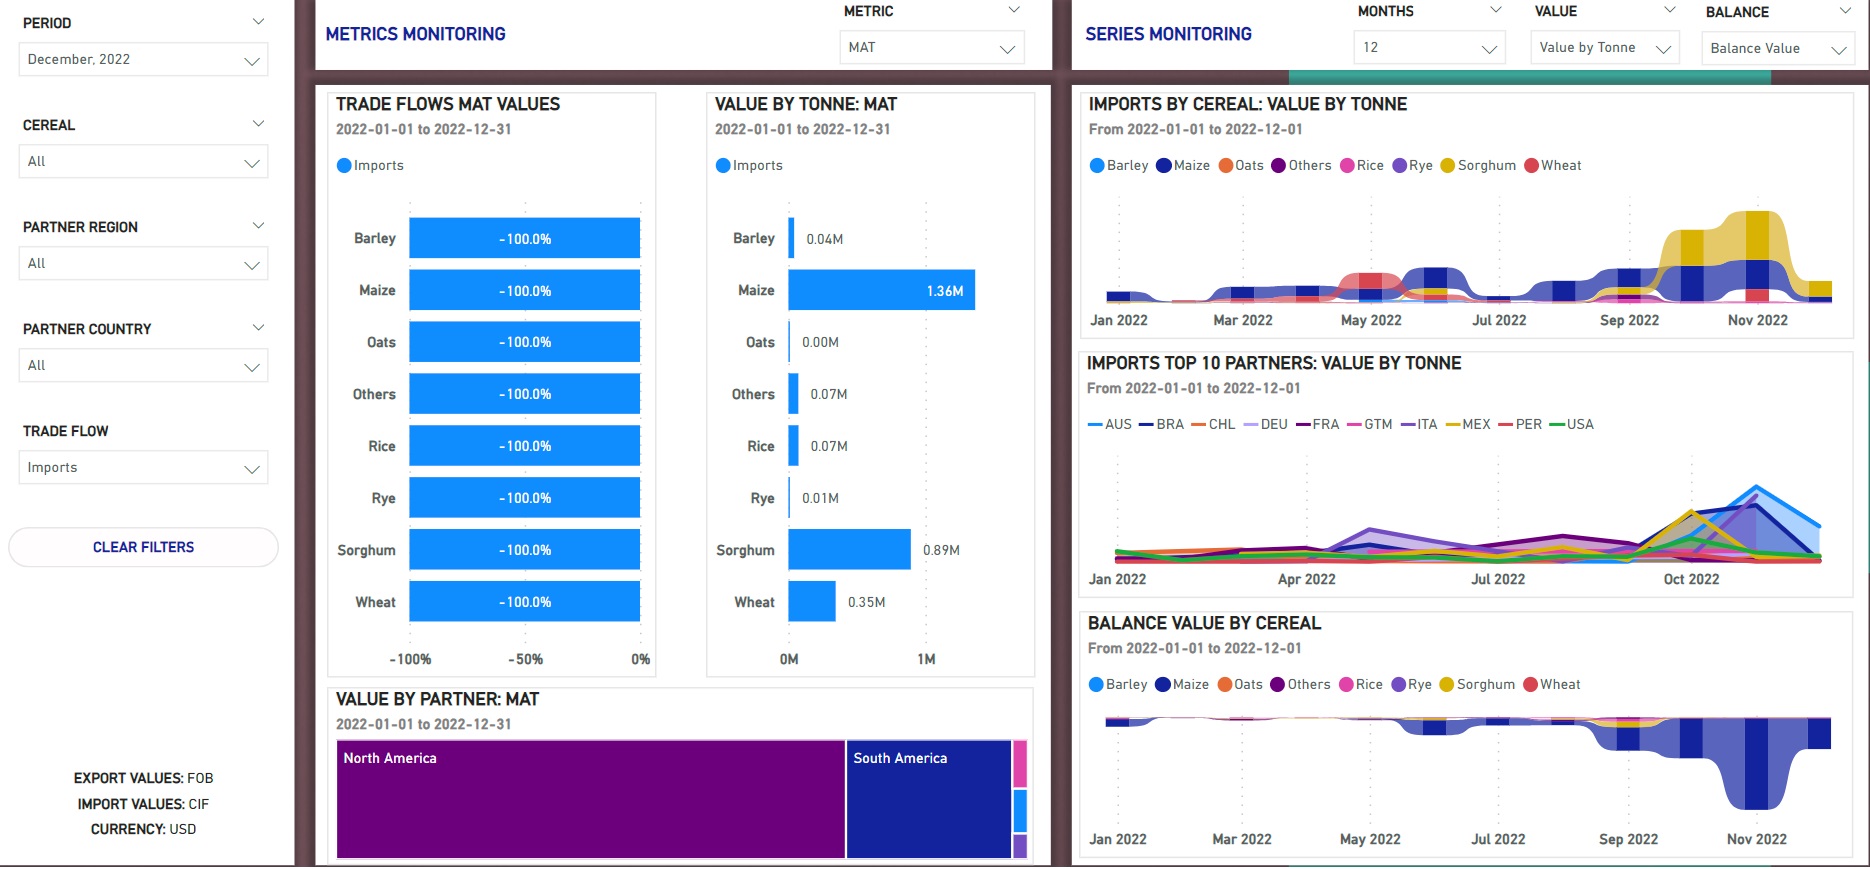 PERIOD
December, 2022
CEREAL
All
PARTNER REGION
All
PARTNER COUNTRY
All
TRADE FLOW
Imports
CLEAR FILTERS
EXPORT VALUES: FOB
IMPORT VALUES: CIF
CURRENCY: USD
METRICS MONITORING
METRIC
MAT
TRADE FLOWS MAT VALUES
2022-01-01 to 2022-12-31
Imports
Barley -100.0%
Maize -100.0%
Oats -100.0%
Others -100.0%
Rice -100.0%
Rye -100.0%
Sorghum -100.0%
Wheat -100.0%
-100% -50% 0%
VALUE BY TONNE: MAT
2022-01-01 to 2022-12-31
Imports
Barley 0.04M
Maize 1.36M
Oats 0.00M
Others 0.07M
Rice 0.07M
Rye 0.01M
Sorghum 0.89M
Wheat 0.35M
0M 1M
VALUE BY PARTNER: MAT
2022-01-01 to 2022-12-31
North America South America
SERIES MONITORING
MONTHS
12
VALUE
Value by Tonne
BALANCE
Balance Value
IMPORTS BY CEREAL: VALUE BY TONNE
From 2022-01-01 to 2022-12-01
Barley Maize Oats Others Rice Rye Sorghum Wheat
Jan 2022 Mar 2022 May 2022 Jul 2022 Sep 2022 Nov 2022
IMPORTS TOP 10 PARTNERS: VALUE BY TONNE
From 2022-01-01 to 2022-12-01
AUS BRA CHL DEU FRA GTM ITA MEX PER USA
Jan 2022 Apr 2022 Jul 2022 Oct 2022
BALANCE VALUE BY CEREAL
From 2022-01-01 to 2022-12-01
Barley Maize Oats Others Rice Rye Sorghum Wheat
Jan 2022 Mar 2022 May 2022 Jul 2022 Sep 2022 Nov 2022